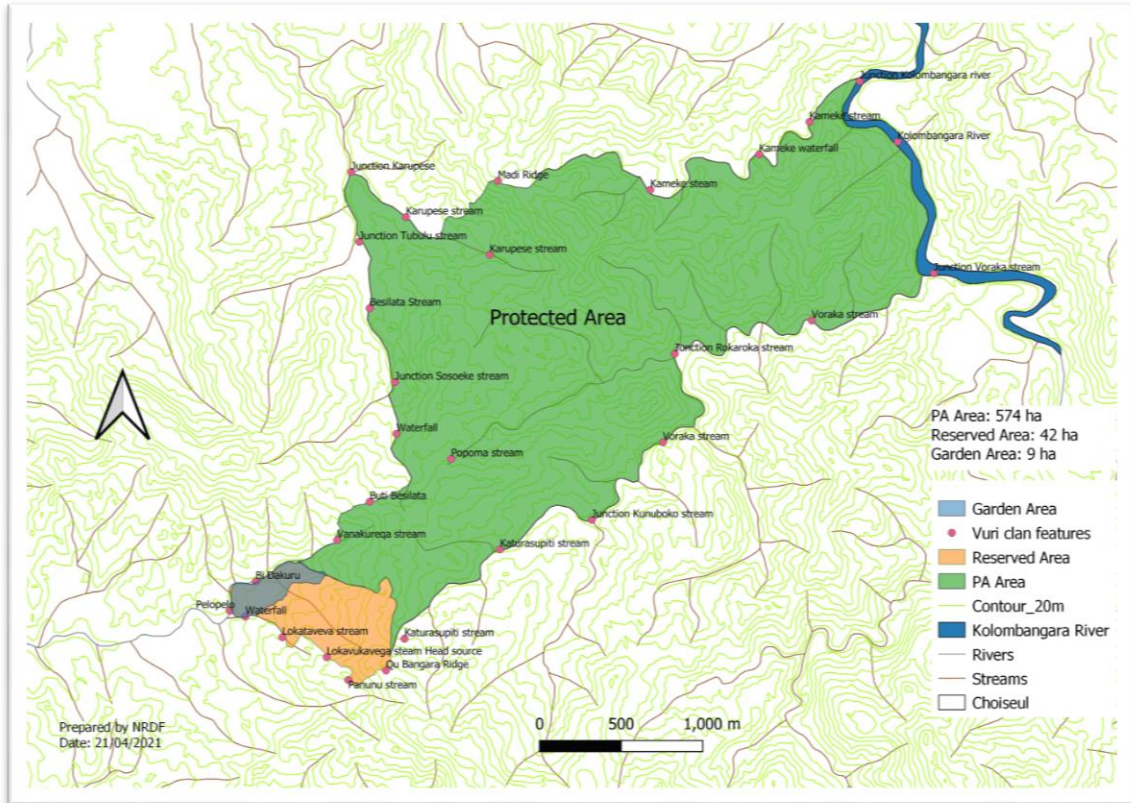 Junction Kolombangara river
Kameke stream
Kolombangara River
Kameke waterfall
Junction Karupese
Madi Ridge
Kameke steam
Karupese stream
Junction Tubulu stream
Karupese stream
Junction Voraka stream
Besilata Stream
Protected Area
Voraka stream
Junction Rokaroka stream
Junction Sosoeke stream
PA Area: 574 ha
Reserved Area: 42 ha
Garden Area: 9 ha
Waterfall
Voraka stream
Popoma stream
Buti Besilata
Garden Area
Junction Kunuboko stream
Vuri clan features
Vanakureqa stream
Katurasupiti stream
Reserved Area
Bi Dakuru
PA Area
Pelopelo
Waterfall
Contour_20m
Lokataveva stream
Katurasupiti stream
Kolombangara River
Lokavukavega steam Head source
Rivers
Qu Bangara Ridge
Panunu stream
Streams
Choiseul
Prepared by NRDF
Date: 21/04/2021
0 500 1,000 m